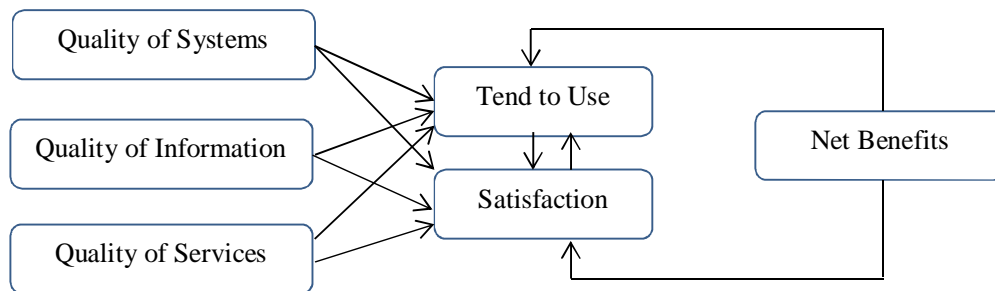 Quality of Systems
Tend to Use
Quality of Information
Net Benefits
Satisfaction
Quality of Services